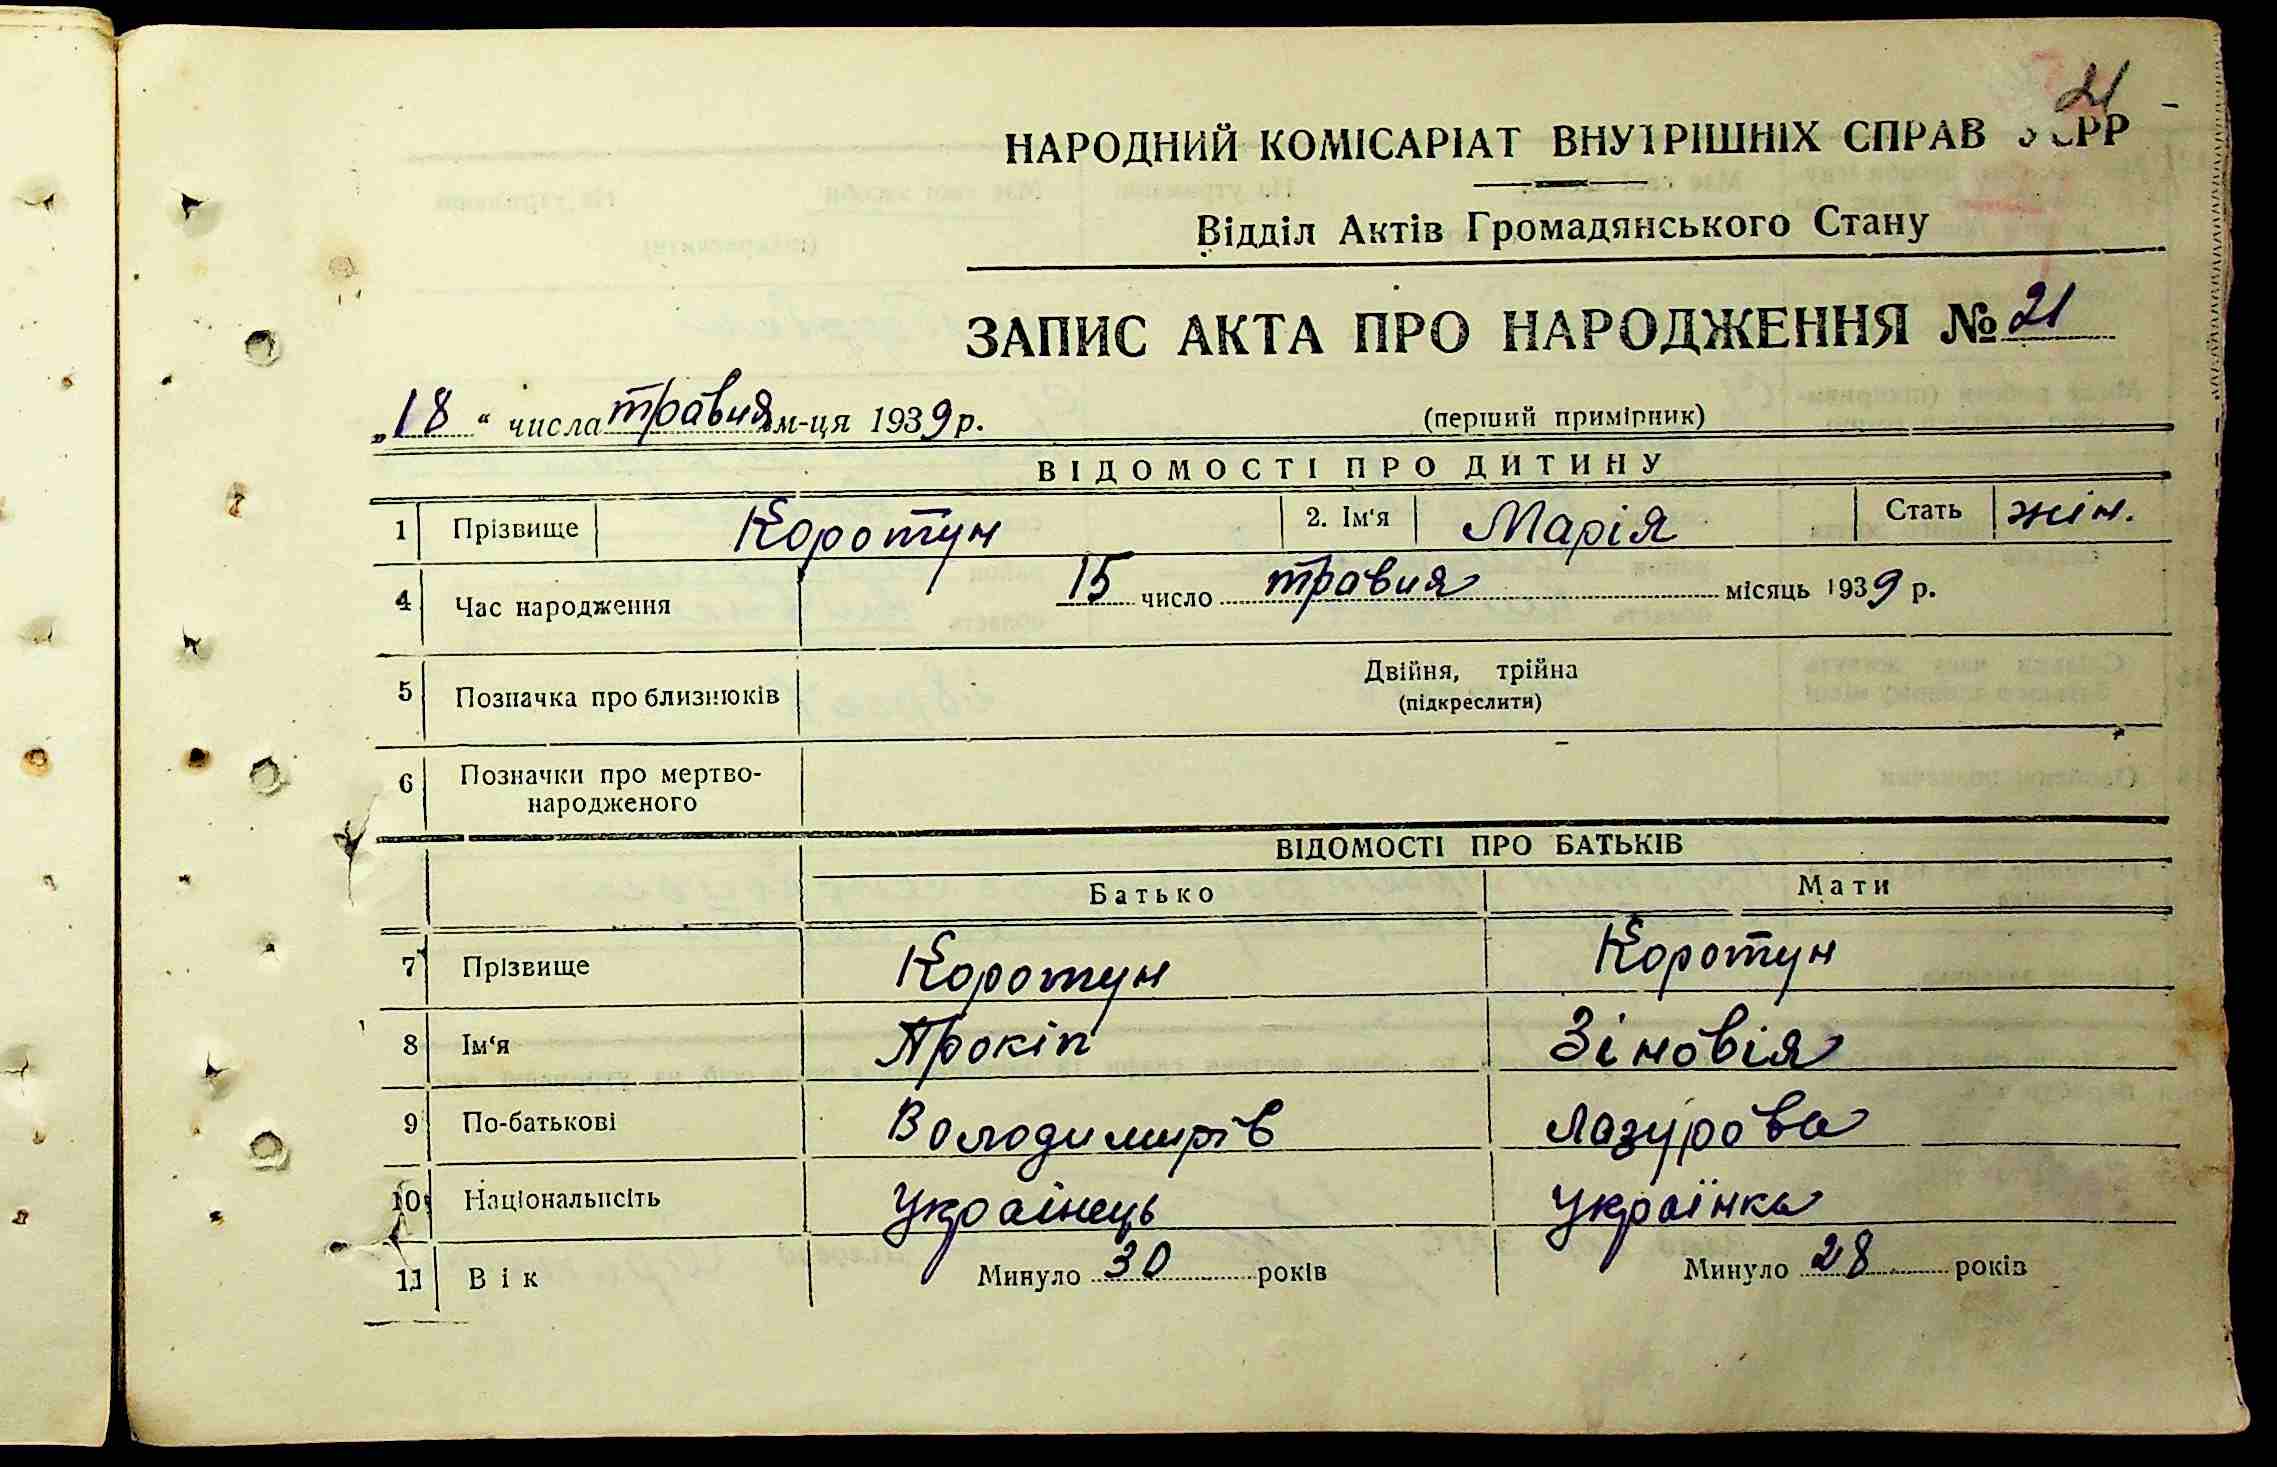 21
НАРОДНИЙ КОМІСАРІАТ ВНУТРІШНІХ СПРАВ УСРР
Відділ Актів Громадянського Стану
ЗАПИС АКТА ПРО НАРОДЖЕННЯ № 21
„18“ числа травня м-ця 1939 р.
(перший примірник)
ВІДОМОСТІ ПРО ДИТИНУ
1 Прізвище Коротун 2. Ім'я Марія Стать жін.
4 Час народження 15 число травня місяць 1939 р.
5 Позначка про близнюків Двійня, трійна
(підкреслити)
6 Позначки про мертво-
народженого
ВІДОМОСТІ ПРО БАТЬКІВ
Батько Мати
7 Прізвище Коротун Коротун
8 Ім'я Прокіп Зіновія
9 По-батькові Володимирів Лазурова
10 Національність Українець Українка
11 Вік Минуло 30 років Минуло 28 років